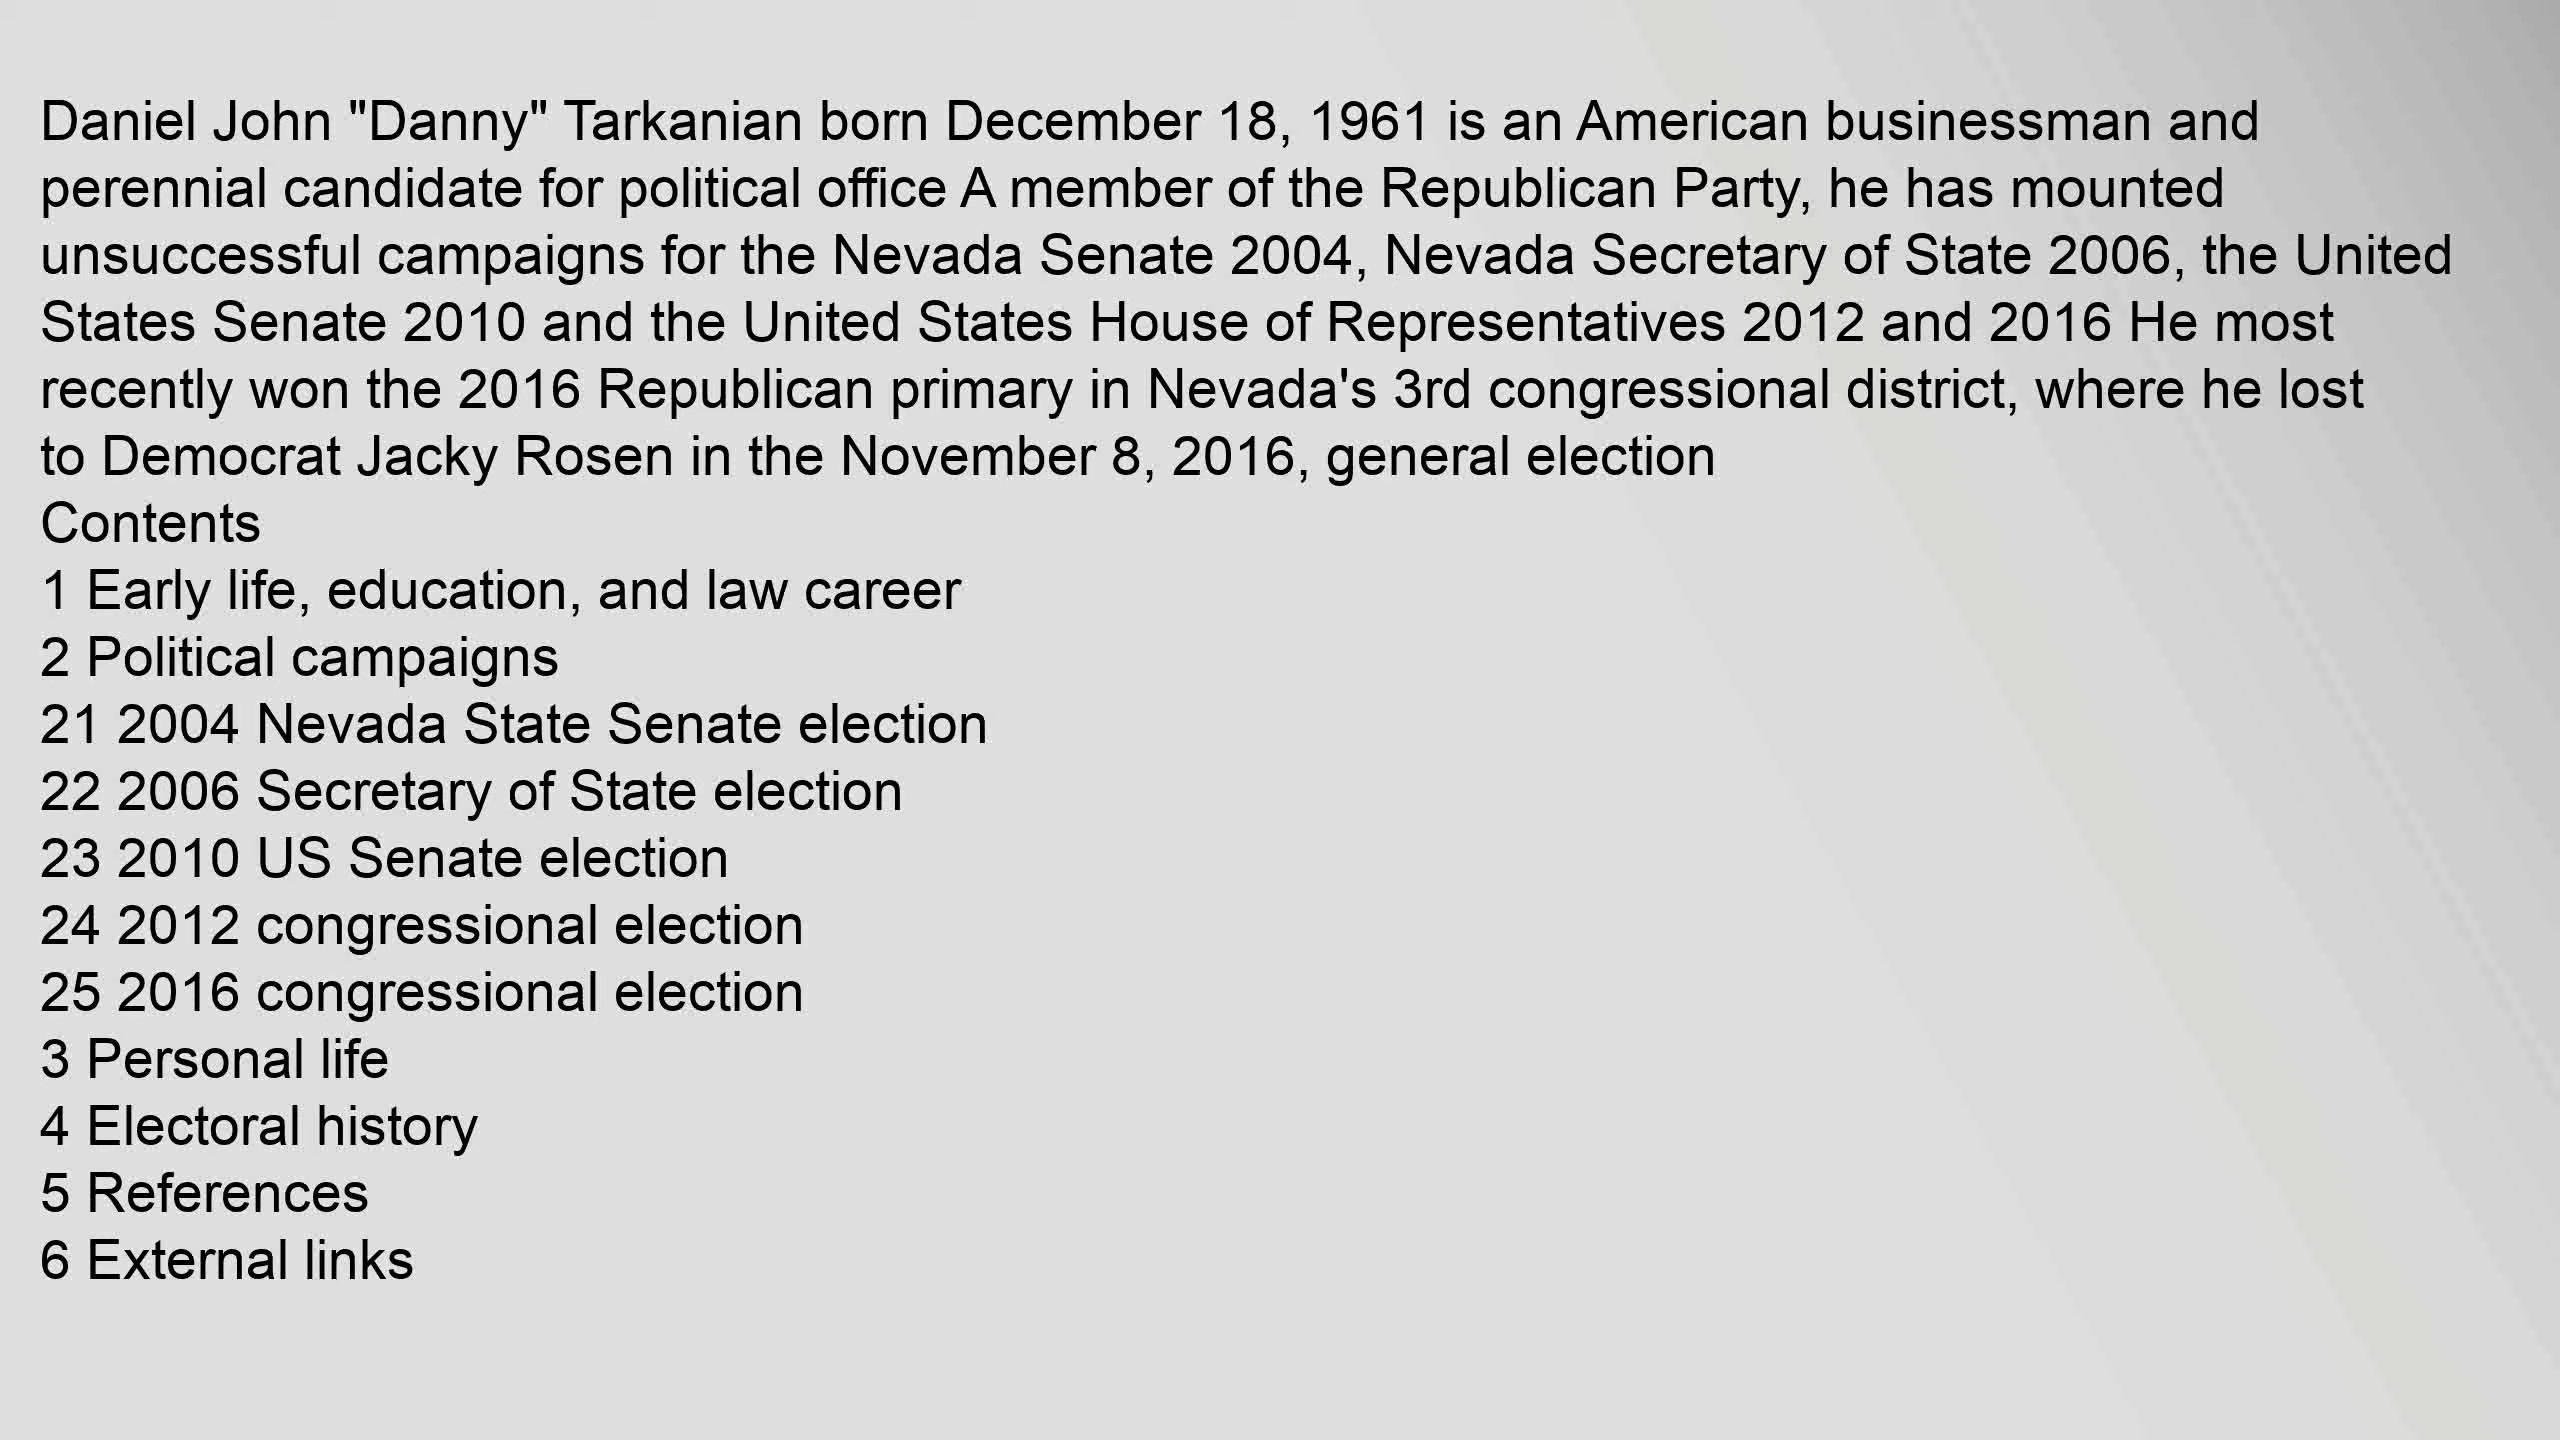 Daniel John "Danny" Tarkanian born December 18, 1961 is an American businessman and
perennial candidate for political office A member of the Republican Party, he has mounted
unsuccessful campaigns for the Nevada Senate 2004, Nevada Secretary of State 2006, the United
States Senate 2010 and the United States House of Representatives 2012 and 2016 He most
recently won the 2016 Republican primary in Nevada's 3rd congressional district, where he lost
to Democrat Jacky Rosen in the November 8, 2016, general election
Contents
1 Early life, education, and law career
2 Political campaigns
21 2004 Nevada State Senate election
22 2006 Secretary of State election
23 2010 US Senate election
24 2012 congressional election
25 2016 congressional election
3 Personal life
4 Electoral history
5 References
6 External links